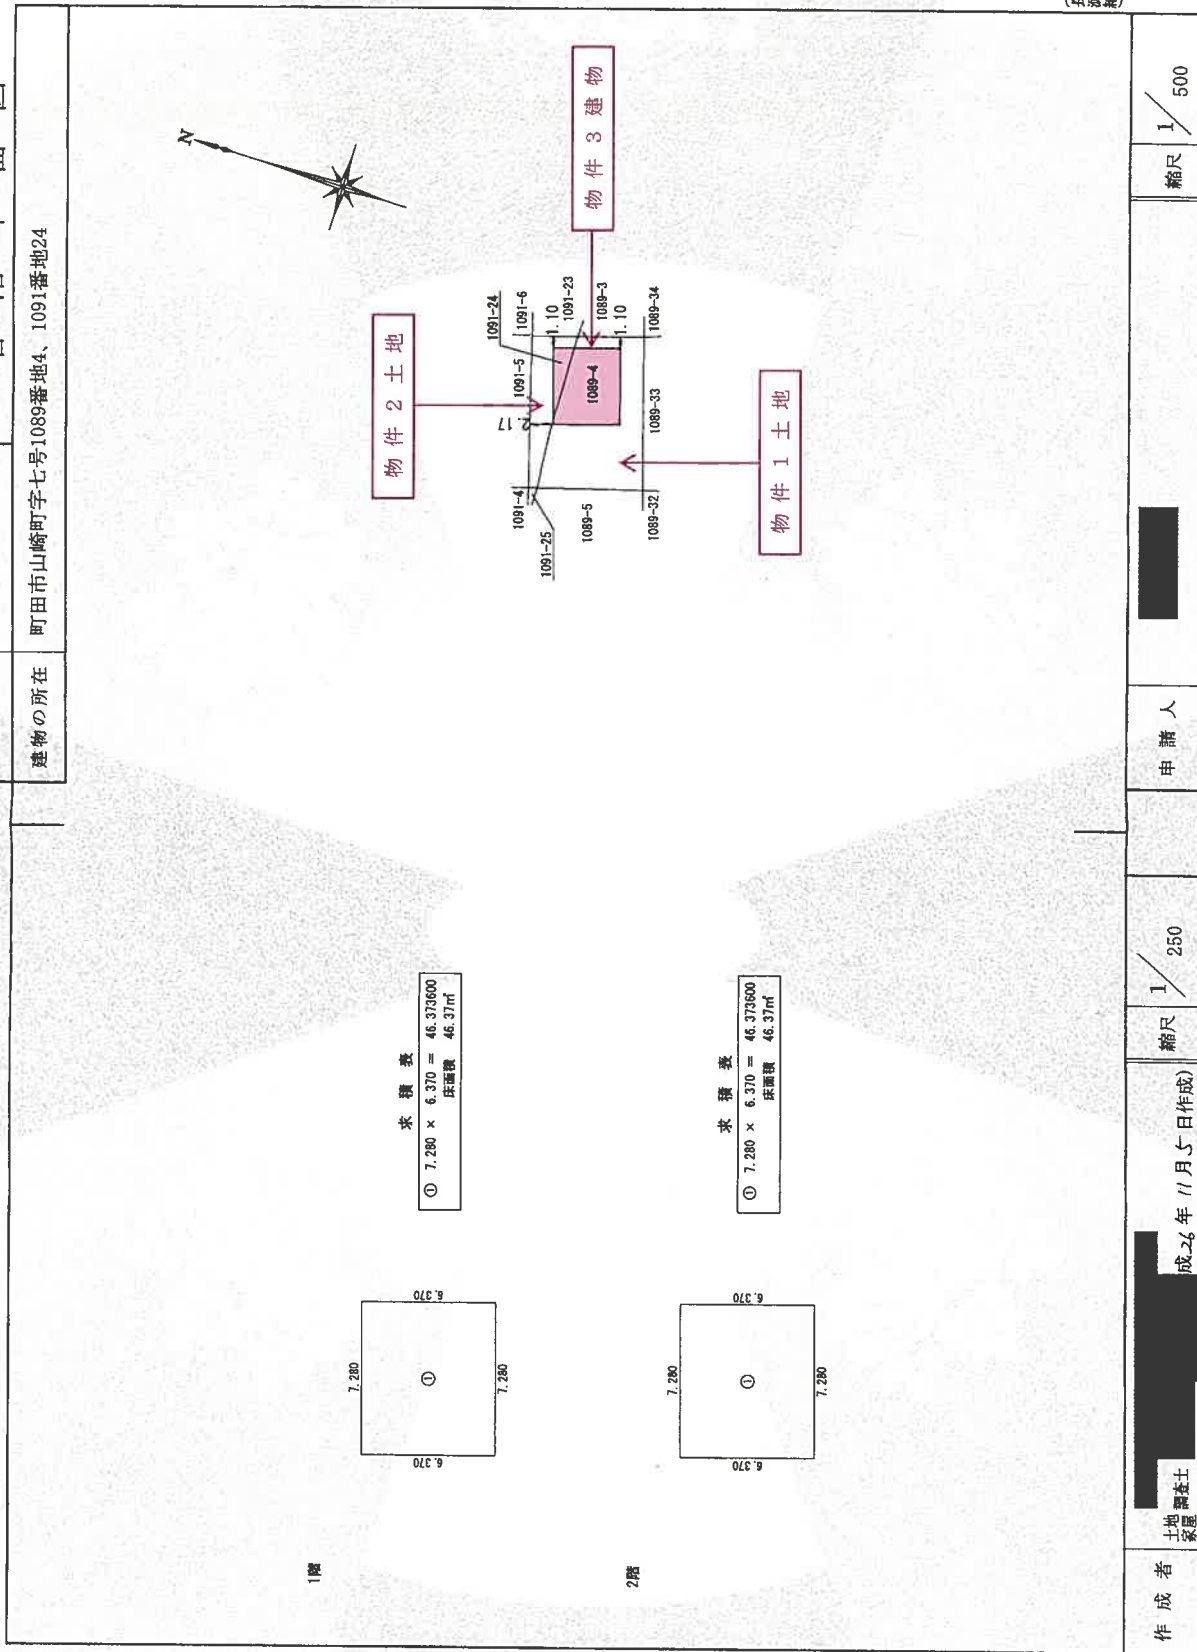 建物の所在 町田市山崎町字七号1089番地4、1091番地24
1階
7.280
6.370
①
6.370
7.280
求積表
① 7.280 × 6.370 = 46.373600
床面積 46.37㎡
2階
7.280
6.370
①
6.370
7.280
求積表
① 7.280 × 6.370 = 46.373600
床面積 46.37㎡
N
物件2土地
物件3建物
物件1土地
1091-24
1091-4
1091-5
1091-6
2.17
1.10
1091-23
1091-25
1089-5
1089-4
1089-3
1.10
1089-32
1089-33
1089-34
作成者
土地家屋調査士
成26年11月5日作成)
縮尺 1/250
申請人
縮尺 1/500